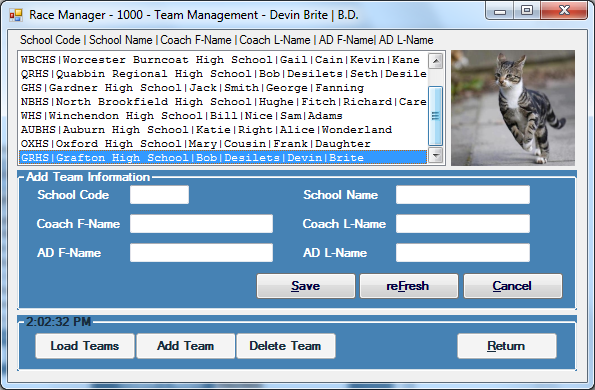 Race Manager - 1000 - Team Management - Devin Brite | B.D.
School Code | School Name | Coach F-Name | Coach L-Name | AD F-Name| AD L-Name
WBCHS|Worcester Burncoat High School|Gail|Cain|Kevin|Kane
QRHS|Quabbin Regional High School|Bob|Desilets|Seth|Desile
GHS|Gardner High School|Jack|Smith|George|Fanning
NBHS|North Brookfield High School|Hughe|Fitch|Richard|Care
WHS|Winchendon High School|Bill|Nice|Sam|Adams
AUBHS|Auburn High School|Katie|Right|Alice|Wonderland
OXHS|Oxford High School|Mary|Cousin|Frank|Daughter
GRHS|Grafton High School|Bob|Desilets|Devin|Brite
Add Team Information
School Code School Name
Coach F-Name Coach L-Name
AD F-Name AD L-Name
Save reFresh Cancel
2:02:32 PM
Load Teams Add Team Delete Team Return